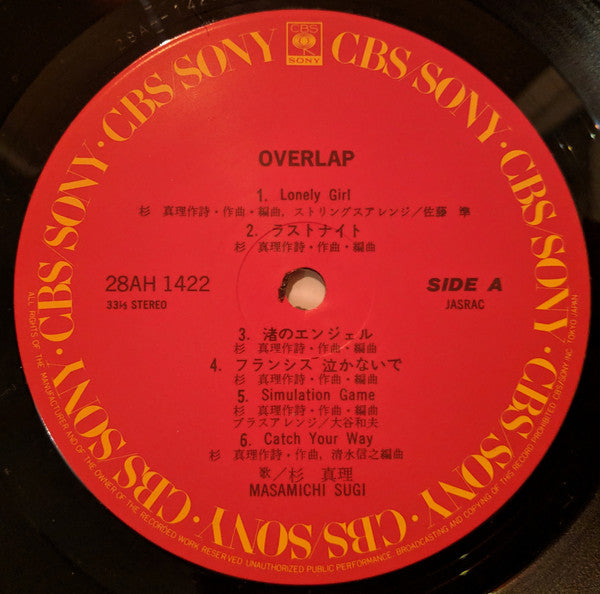 CBS
SONY
CBS/SONY · CBS/SONY · CBS/SONY · CBS/SONY · CBS/SONY · CBS/SONY · CBS/SONY · CBS/SONY ·
OVERLAP
1. Lonely Girl
杉 真理作詩・作曲・編曲, ストリングスアレンジ/佐藤 準
2. ラストナイト
杉 真理作詩・作曲・編曲
28AH 1422
33⅓ STEREO
SIDE A
JASRAC
3. 渚のエンジェル
杉 真理作詩・作曲・編曲
4. フランシス 泣かないで
杉 真理作詩・作曲・編曲
5. Simulation Game
杉 真理作詩・作曲・編曲
ブラスアレンジ/大谷和夫
6. Catch Your Way
杉 真理作詩・作曲, 清水信之編曲
歌/杉 真理
MASAMICHI SUGI
ALL RIGHTS OF THE MANUFACTURER AND OF THE OWNER OF THE RECORDED WORK RESERVED UNAUTHORIZED PUBLIC PERFORMANCE, BROADCASTING AND COPYING OF THIS RECORD PROHIBITED CBS/SONY INC. TOKYO JAPAN